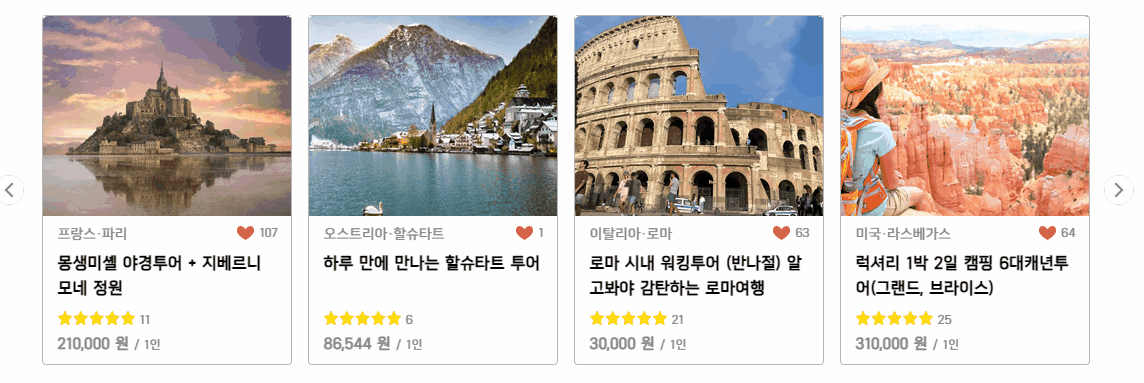 프랑스·파리
107
몽생미셸 야경투어 + 지베르니
모네 정원
11
210,000 원 / 1인
오스트리아·할슈타트
1
하루 만에 만나는 할슈타트 투어
6
86,544 원 / 1인
이탈리아·로마
63
로마 시내 워킹투어 (반나절) 알
고봐야 감탄하는 로마여행
21
30,000 원 / 1인
미국·라스베가스
64
럭셔리 1박 2일 캠핑 6대캐년투
어(그랜드, 브라이스)
25
310,000 원 / 1인